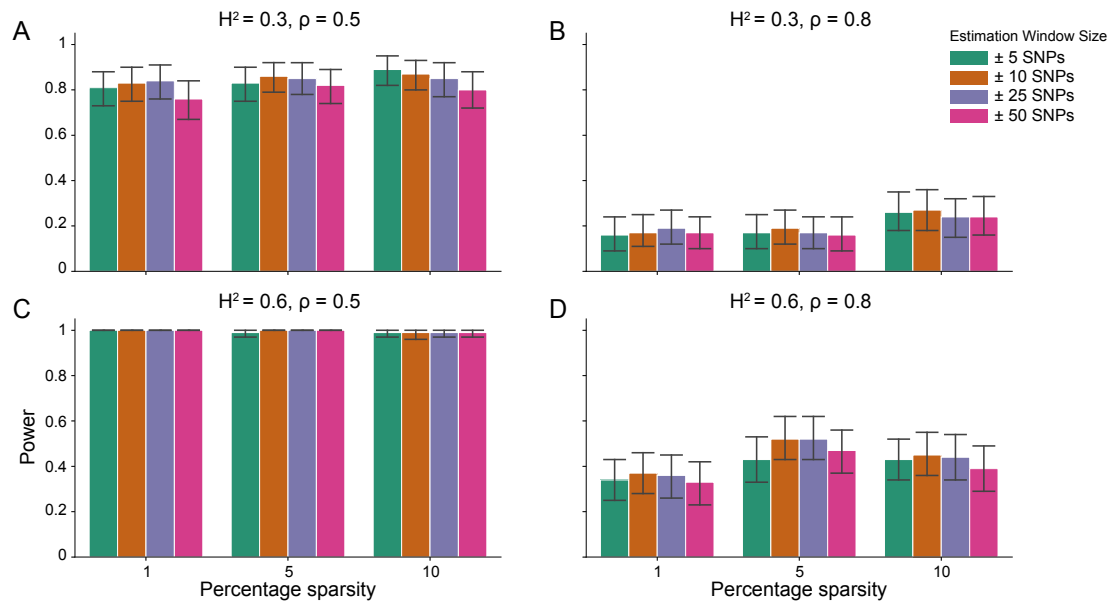 A
H² = 0.3, ρ = 0.5
1
0.8
0.6
0.4
0.2
0
B
H² = 0.3, ρ = 0.8
Estimation Window Size
± 5 SNPs
± 10 SNPs
± 25 SNPs
± 50 SNPs
C
H² = 0.6, ρ = 0.5
1
0.8
0.6
0.4
0.2
0
Power
1 5 10
Percentage sparsity
D
H² = 0.6, ρ = 0.8
1 5 10
Percentage sparsity